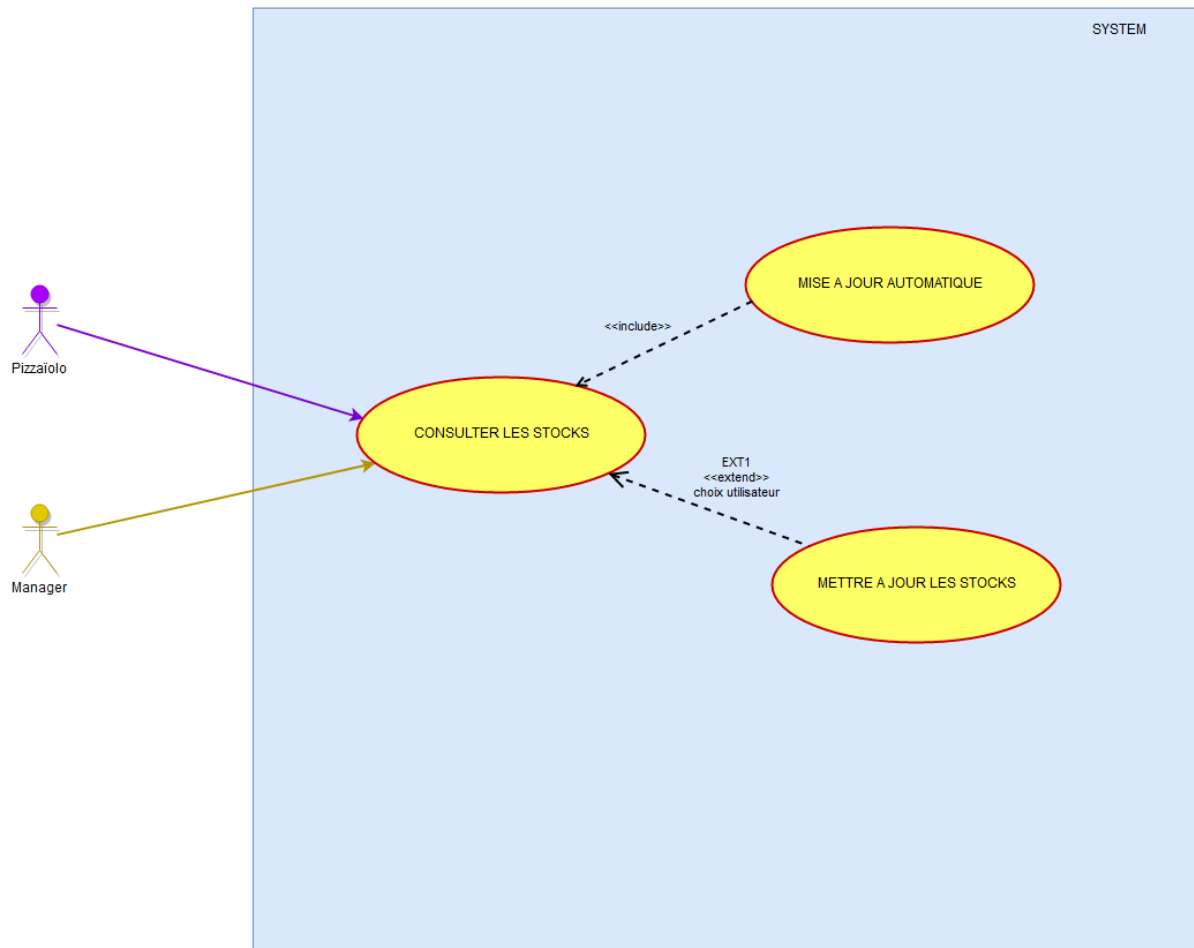 SYSTEM
MISE A JOUR AUTOMATIQUE
<<include>>
Pizzaïolo
CONSULTER LES STOCKS
EXT1
<<extend>>
choix utilisateur
METTRE A JOUR LES STOCKS
Manager